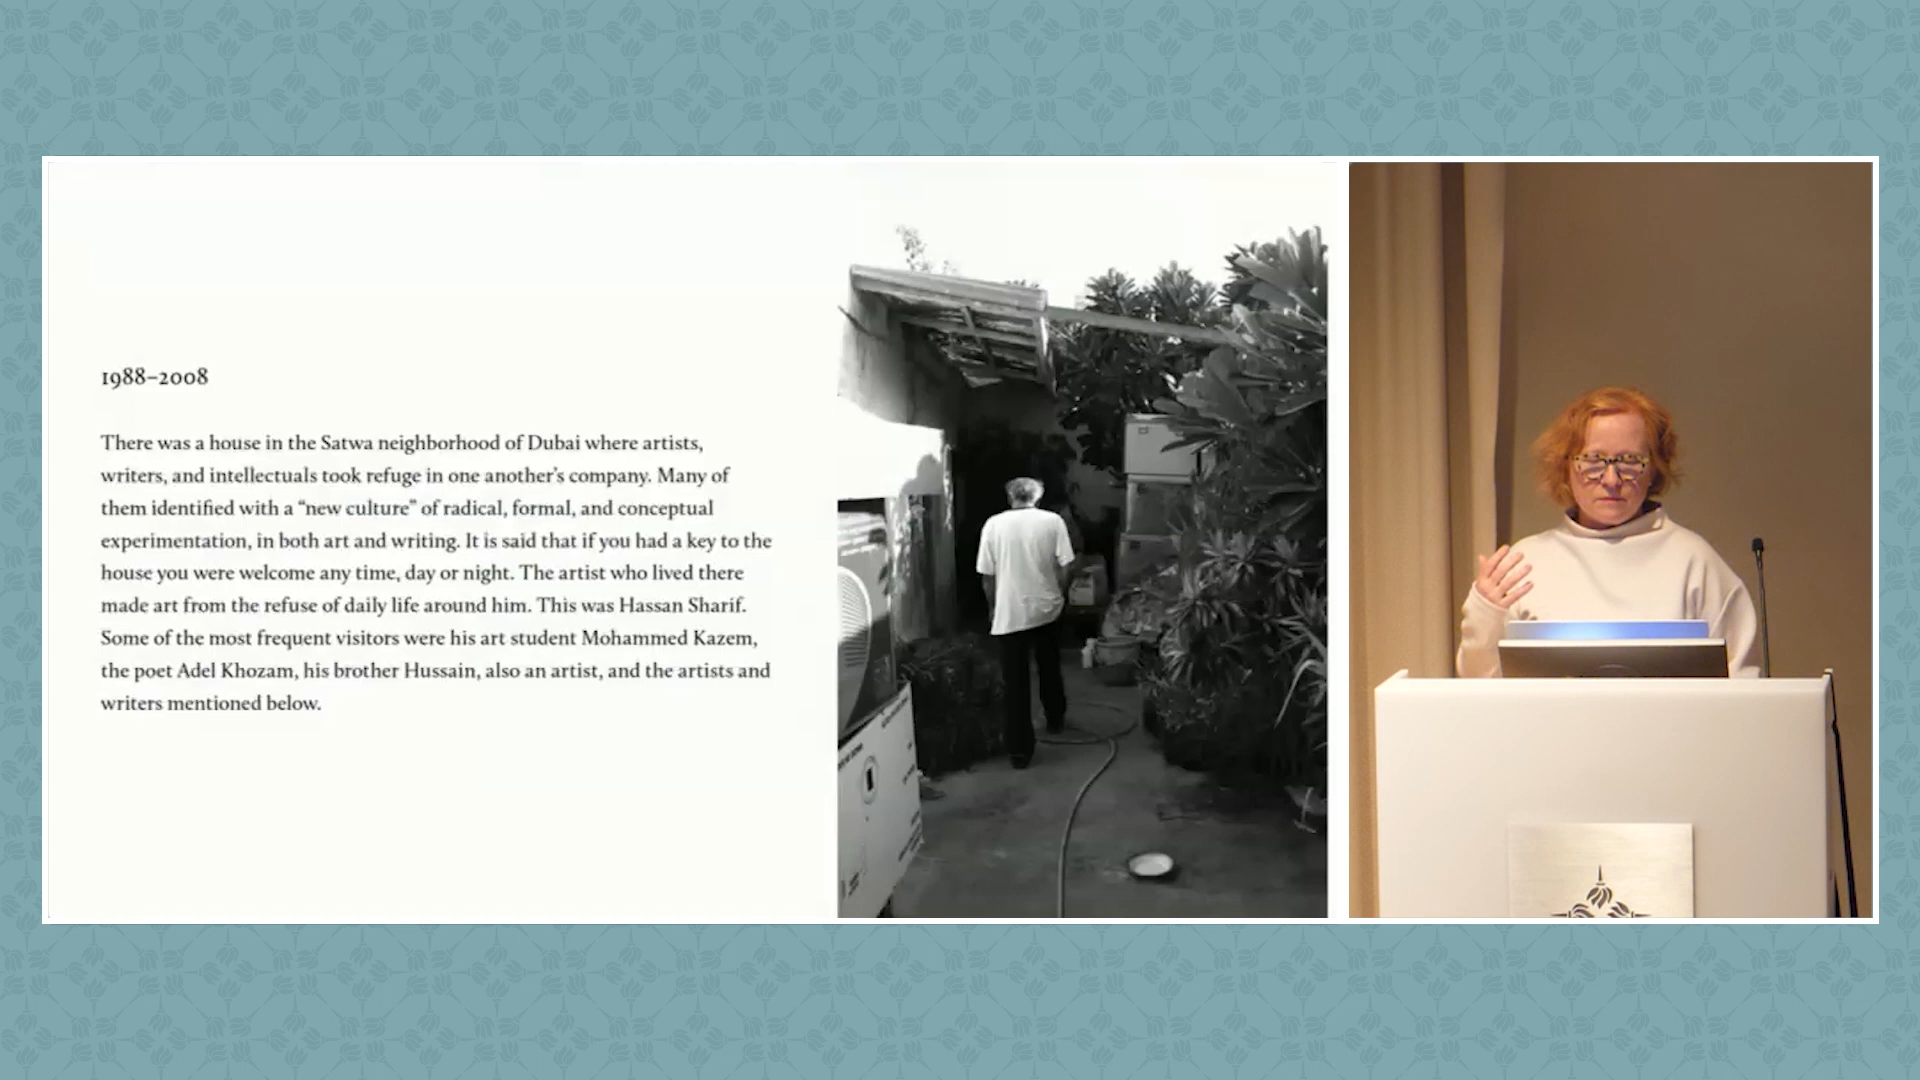 1988–2008
There was a house in the Satwa neighborhood of Dubai where artists,
writers, and intellectuals took refuge in one another’s company. Many of
them identified with a “new culture” of radical, formal, and conceptual
experimentation, in both art and writing. It is said that if you had a key to the
house you were welcome any time, day or night. The artist who lived there
made art from the refuse of daily life around him. This was Hassan Sharif.
Some of the most frequent visitors were his art student Mohammed Kazem,
the poet Adel Khozam, his brother Hussain, also an artist, and the artists and
writers mentioned below.